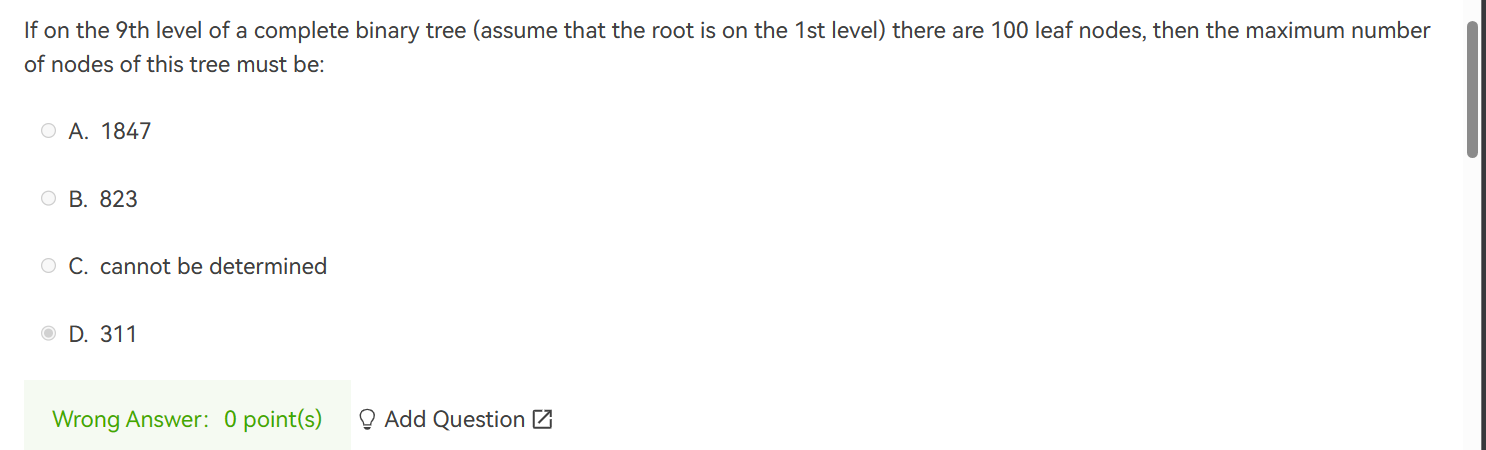 If on the 9th level of a complete binary tree (assume that the root is on the 1st level) there are 100 leaf nodes, then the maximum number
of nodes of this tree must be:
A. 1847
B. 823
C. cannot be determined
D. 311
Wrong Answer: 0 point(s) Add Question